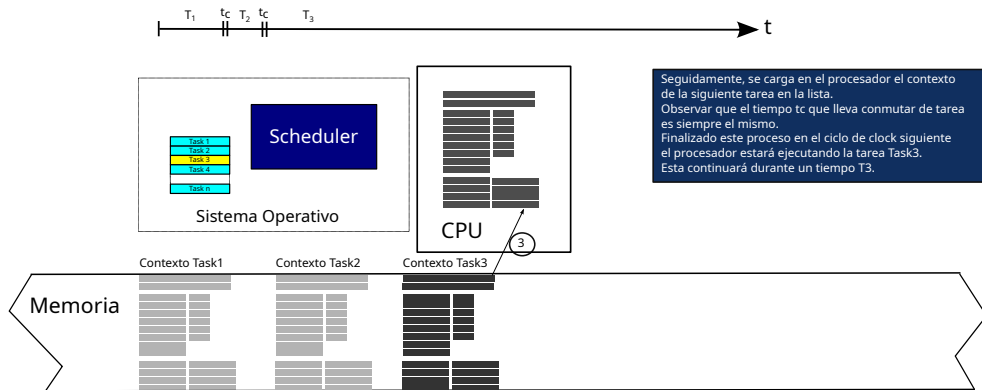 T1 tc T2 tc T3
t
Seguidamente, se carga en el procesador el contexto
de la siguiente tarea en la lista.
Observar que el tiempo tc que lleva conmutar de tarea
es siempre el mismo.
Finalizado este proceso en el ciclo de clock siguiente
el procesador estará ejecutando la tarea Task3.
Esta continuará durante un tiempo T3.
Scheduler
Task 1
Task 2
Task 3
Task 4
Task n
Sistema Operativo
CPU
3
Contexto Task1 Contexto Task2 Contexto Task3
Memoria